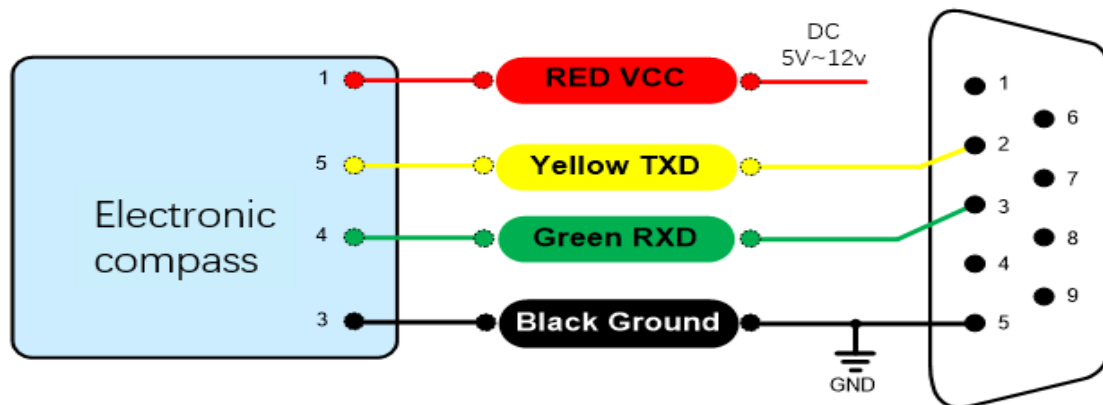 DC
5V~12v
1
RED VCC
1
6
5
Yellow TXD
2
7
Electronic
compass
4
Green RXD
3
8
4
9
3
Black Ground
5
GND